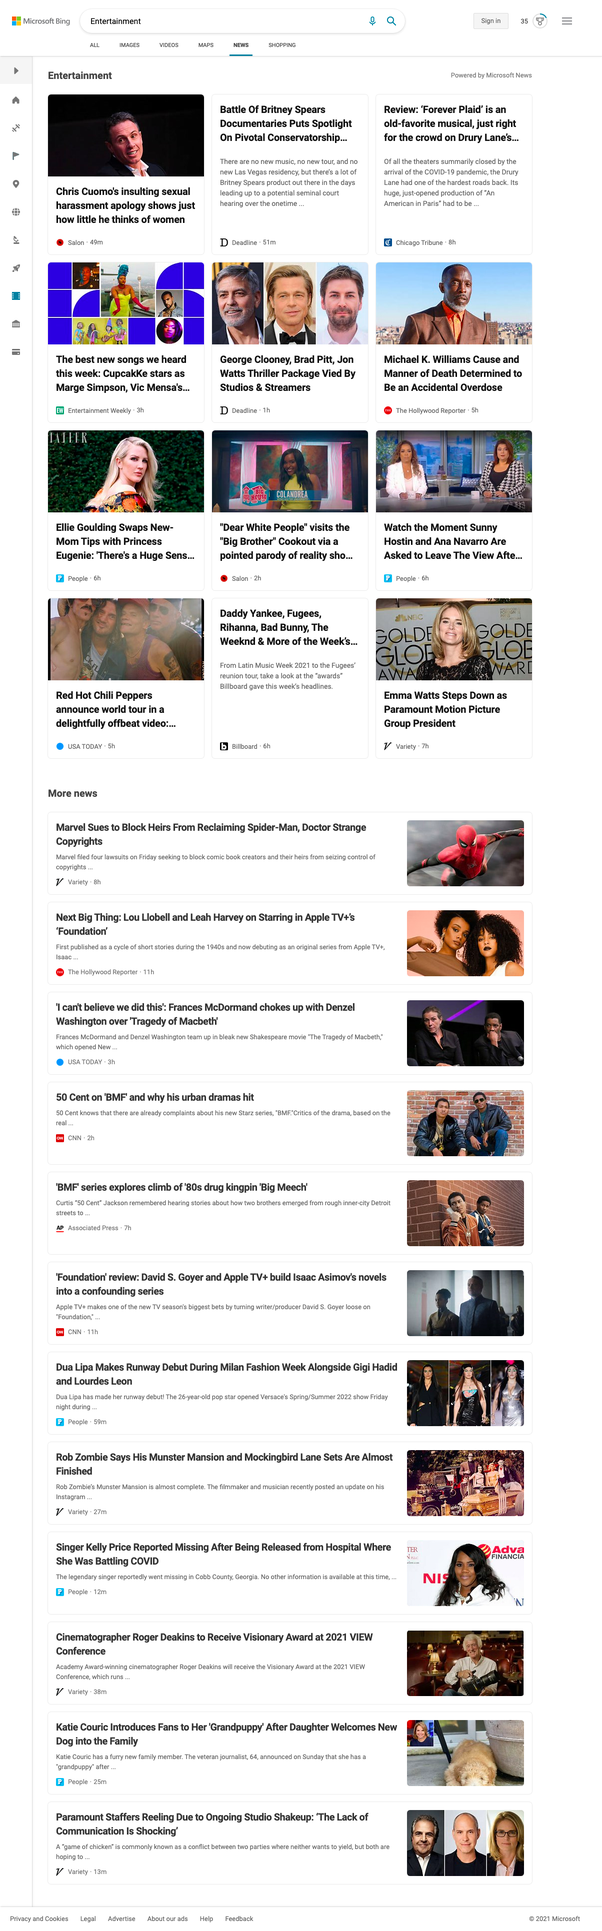 Microsoft Bing
Entertainment
Sign in
35
ALL
IMAGES
VIDEOS
MAPS
NEWS
SHOPPING
Entertainment
Powered by Microsoft News
Chris Cuomo's insulting sexual
harassment apology shows just
how little he thinks of women
Salon · 49m
Battle Of Britney Spears
Documentaries Puts Spotlight
On Pivotal Conservatorship...
There are no new music, no new tour, and no
new Las Vegas residency, but there's a lot of
Britney Spears product out there in the days
leading up to a potential seminal court
hearing over the onetime ...
Deadline · 51m
Review: 'Forever Plaid' is an
old-favorite musical, just right
for the crowd on Drury Lane's...
Of all the theaters summarily closed by the
arrival of the COVID-19 pandemic, the Drury
Lane had one of the hardest roads back. Its
huge, just-opened production of "An
American in Paris" had to be ...
Chicago Tribune · 8h
The best new songs we heard
this week: CupcakKe stars as
Marge Simpson, Vic Mensa's...
Entertainment Weekly · 3h
George Clooney, Brad Pitt, Jon
Watts Thriller Package Vied By
Studios & Streamers
Deadline · 1h
Michael K. Williams Cause and
Manner of Death Determined to
Be an Accidental Overdose
The Hollywood Reporter · 5h
TATLER
Ellie Goulding Swaps New-
Mom Tips with Princess
Eugenie: 'There's a Huge Sens...
People · 6h
COLANDREA
"Dear White People" visits the
"Big Brother" Cookout via a
pointed parody of reality sho...
Salon · 2h
Watch the Moment Sunny
Hostin and Ana Navarro Are
Asked to Leave The View Afte...
People · 6h
Red Hot Chili Peppers
announce world tour in a
delightfully offbeat video:...
USA TODAY · 5h
Daddy Yankee, Fugees,
Rihanna, Bad Bunny, The
Weeknd & More of the Week's...
From Latin Music Week 2021 to the Fugees'
reunion tour, take a look at the "awards"
Billboard gave this week's headlines.
Billboard · 6h
Emma Watts Steps Down as
Paramount Motion Picture
Group President
Variety · 7h
More news
Marvel Sues to Block Heirs From Reclaiming Spider-Man, Doctor Strange
Copyrights
Marvel filed four lawsuits on Friday seeking to block comic book creators and their heirs from seizing control of
copyrights ...
Variety · 8h
Next Big Thing: Lou Llobell and Leah Harvey on Starring in Apple TV+'s
'Foundation'
First published as a cycle of short stories during the 1940s and now debuting as an original series from Apple TV+,
Isaac ...
The Hollywood Reporter · 11h
'I can't believe we did this': Frances McDormand chokes up with Denzel
Washington over 'Tragedy of Macbeth'
Frances McDormand and Denzel Washington team up in bleak new Shakespeare movie "The Tragedy of Macbeth,"
which opened New ...
USA TODAY · 3h
50 Cent on 'BMF' and why his urban dramas hit
50 Cent knows that there are already complaints about his new Starz series, "BMF."Critics of the drama, based on the
real ...
CNN · 2h
'BMF' series explores climb of '80s drug kingpin 'Big Meech'
Curtis "50 Cent" Jackson remembered hearing stories about how two brothers emerged from rough inner-city Detroit
streets to ...
AP Associated Press · 7h
'Foundation' review: David S. Goyer and Apple TV+ build Isaac Asimov's novels
into a confounding series
Apple TV+ makes one of the new TV season's biggest bets by turning writer/producer David S. Goyer loose on
"Foundation," ...
CNN · 11h
Dua Lipa Makes Runway Debut During Milan Fashion Week Alongside Gigi Hadid
and Lourdes Leon
Dua Lipa has made her runway debut! The 26-year-old pop star opened Versace's Spring/Summer 2022 show Friday
night during ...
People · 59m
Rob Zombie Says His Munster Mansion and Mockingbird Lane Sets Are Almost
Finished
Rob Zombie's Munster Mansion is almost complete. The filmmaker and musician recently posted an update on his
Instagram ...
Variety · 27m
Singer Kelly Price Reported Missing After Being Released from Hospital Where
She Was Battling COVID
The legendary singer reportedly went missing in Cobb County, Georgia. No other information is available at this time, ...
People · 12m
Cinematographer Roger Deakins to Receive Visionary Award at 2021 VIEW
Conference
Academy Award-winning cinematographer Roger Deakins will receive the Visionary Award at the 2021 VIEW
Conference, which runs ...
Variety · 38m
Katie Couric Introduces Fans to Her 'Grandpuppy' After Daughter Welcomes New
Dog into the Family
Katie Couric has a furry new family member. The veteran journalist, 64, announced on Sunday that she has a
"grandpuppy" after ...
People · 25m
Paramount Staffers Reeling Due to Ongoing Studio Shakeup: 'The Lack of
Communication Is Shocking'
A "game of chicken" is commonly known as a conflict between two parties where neither wants to yield, but both are
hoping to ...
Variety · 13m
Privacy and Cookies
Legal
Advertise
About our ads
Help
Feedback
© 2021 Microsoft